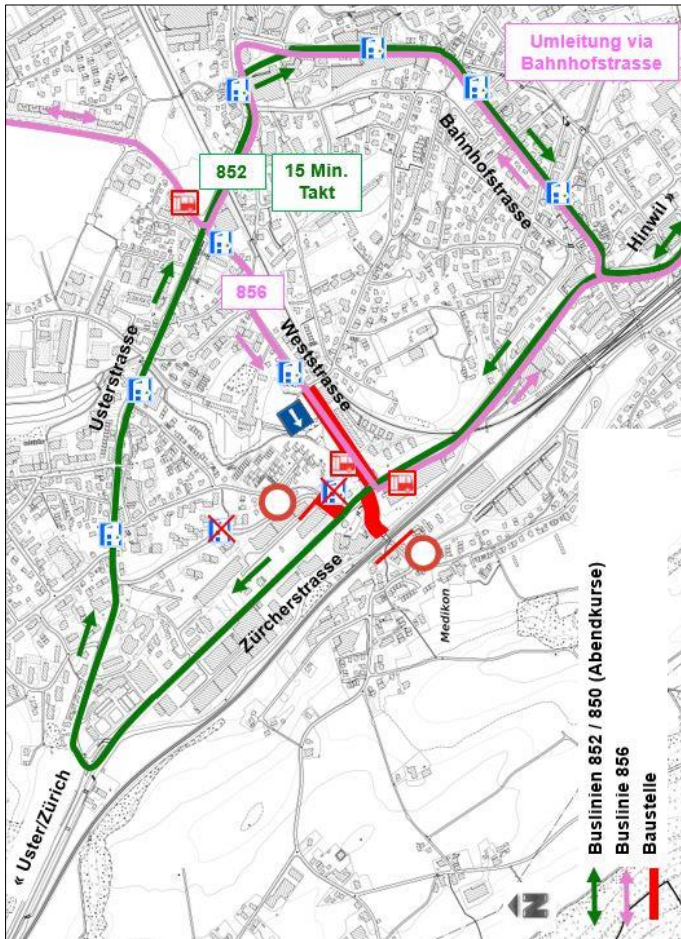 Umleitung via
Bahnhofstrasse
852
15 Min.
Takt
Bahnhofstrasse
Hinwil »
856
Usterstrasse
Weststrasse
Zürcherstrasse
Medikon
« Uster/Zürich
N
Buslinien 852 / 850 (Abendkurse)
Buslinie 856
Baustelle